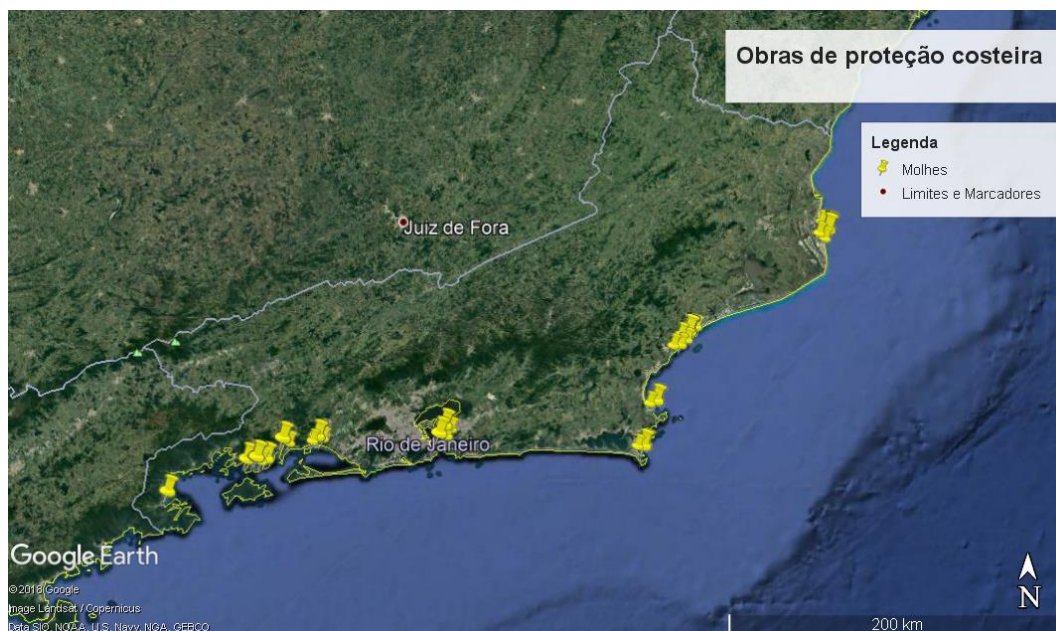 Obras de proteção costeira
Legenda
Molhes
Limites e Marcadores
Juiz de Fora
Rio de Janeiro
Google Earth
© 2018 Google
Image Landsat / Copernicus
Data SIO, NOAA, U.S. Navy, NGA, GEBCO
N
200 km